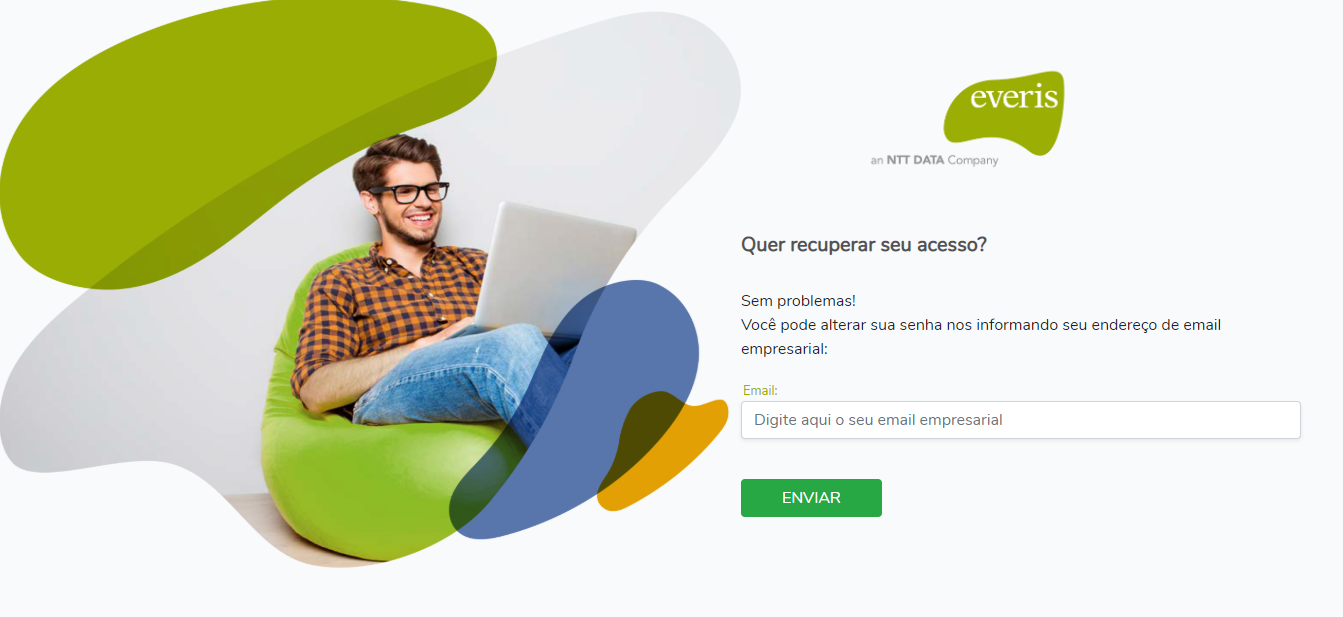 everis
an NTT DATA Company
Quer recuperar seu acesso?
Sem problemas!
Você pode alterar sua senha nos informando seu endereço de email
empresarial:
Email:
Digite aqui o seu email empresarial
ENVIAR